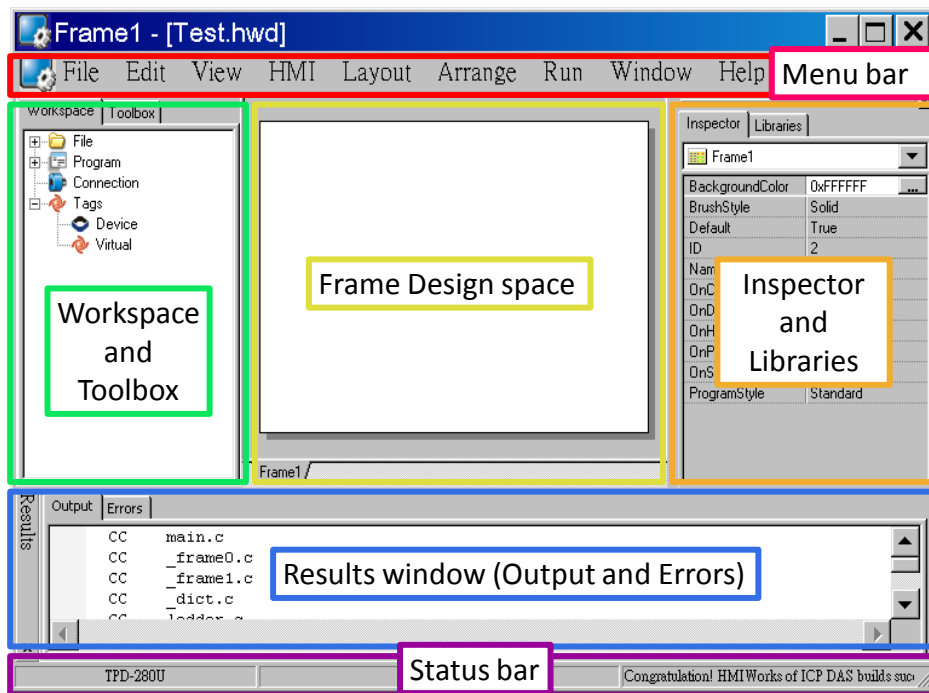 Frame1 - [Test.hwd]
File Edit View HMI Layout Arrange Run Window Help
Menu bar
Workspace Toolbox
File
Program
Connection
Tags
Device
Virtual
Workspace
and
Toolbox
Frame Design space
Frame1
Inspector Libraries
Frame1
BackgroundColor 0xFFFFFF ...
BrushStyle Solid
Default True
ID 2
ProgramStyle Standard
Inspector
and
Libraries
Results
Output Errors
CC main.c
CC _frame0.c
CC _frame1.c
CC _dict.c
Results window (Output and Errors)
TPD-280U
Status bar
Congratulation! HMIWorks of ICP DAS builds